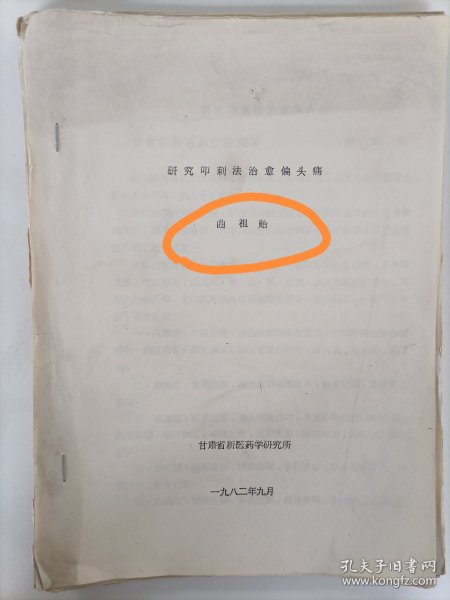 研究叩刺法治愈偏头痛
曲祖贻
甘肃省新医药学研究所
一九八二年九月
孔夫子旧书网
www.kongfz.com